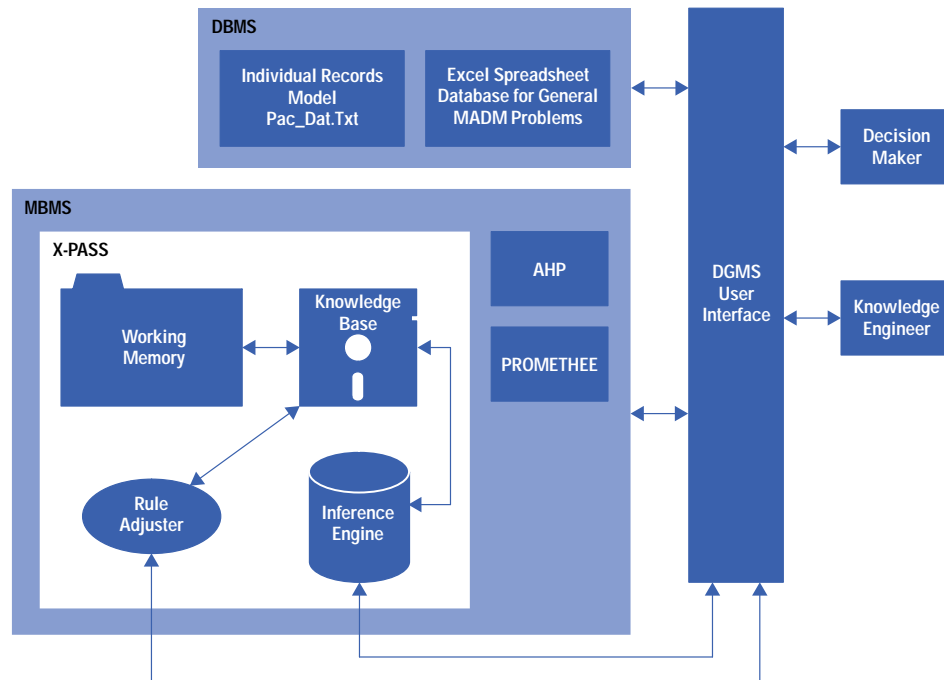 DBMS
Individual Records
Model
Pac_Dat.Txt
Excel Spreadsheet
Database for General
MADM Problems
Decision
Maker
MBMS
X-PASS
Working
Memory
Knowledge
Base
AHP
PROMETHEE
DGMS
User
Interface
Knowledge
Engineer
Rule
Adjuster
Inference
Engine